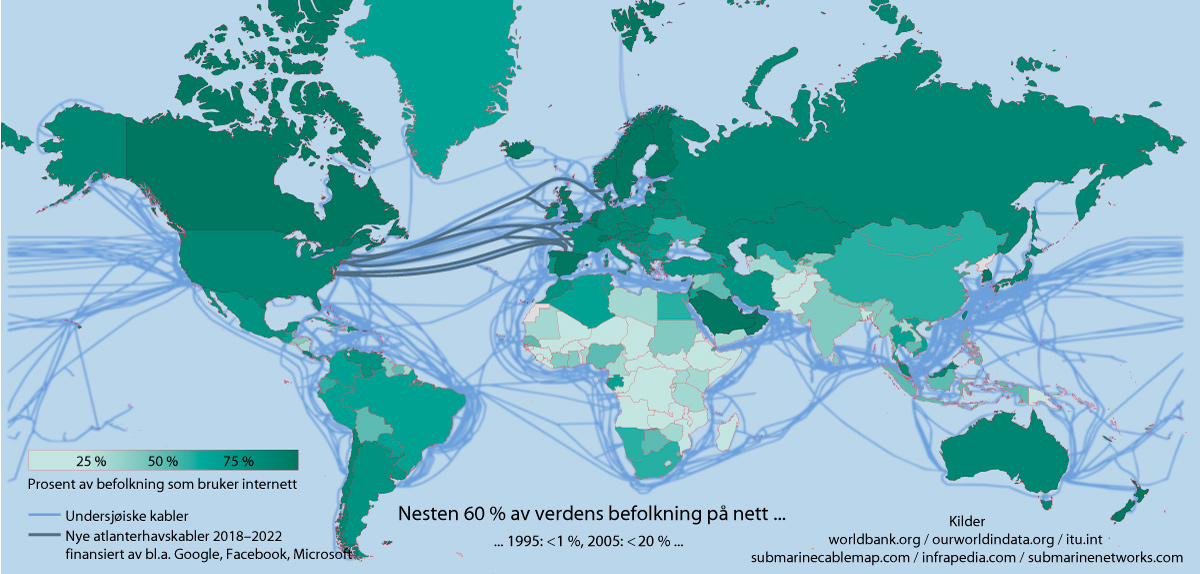 25 %
50 %
75 %
Prosent av befolkning som bruker internett
Undersjøiske kabler
Nye atlanterhavskabler 2018–2022
finansiert av bl.a. Google, Facebook, Microsoft
Nesten 60 % av verdens befolkning på nett ...
... 1995: <1 %, 2005: <20 % ...
Kilder
worldbank.org / ourworldindata.org / itu.int
submarinecablemap.com / infrapedia.com / submarinenetworks.com